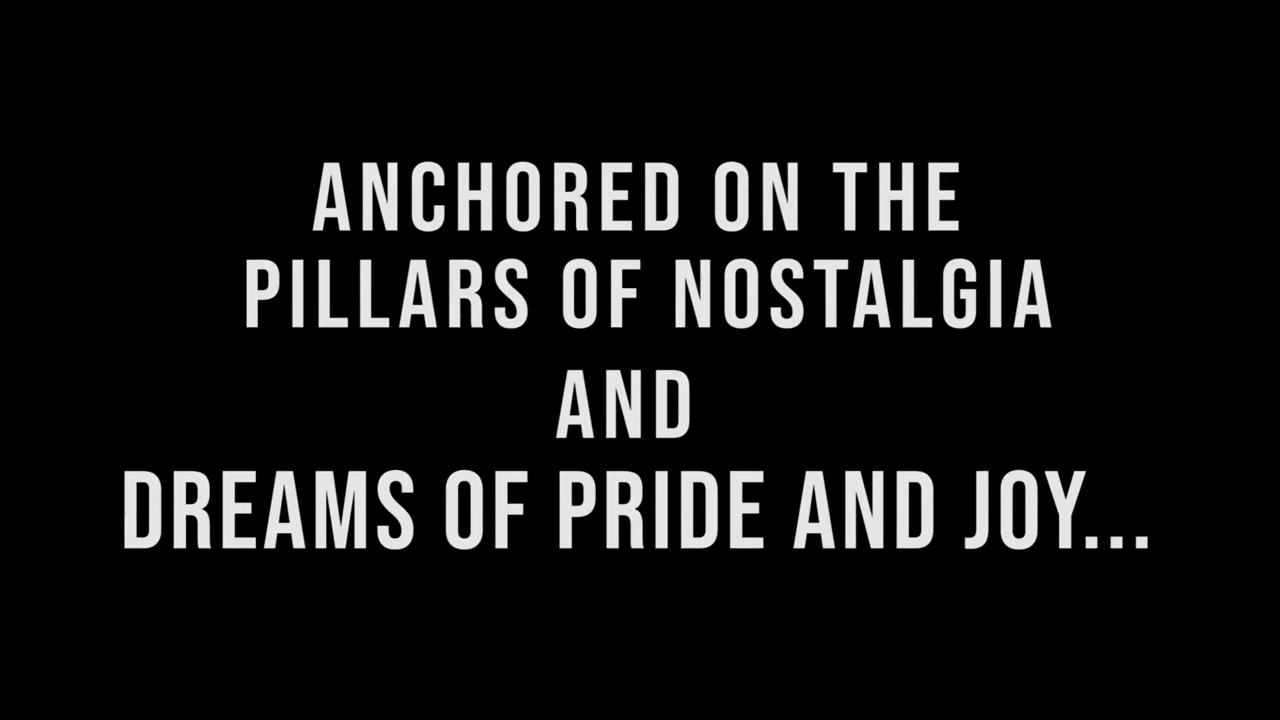 ANCHORED ON THE
PILLARS OF NOSTALGIA
AND
DREAMS OF PRIDE AND JOY...